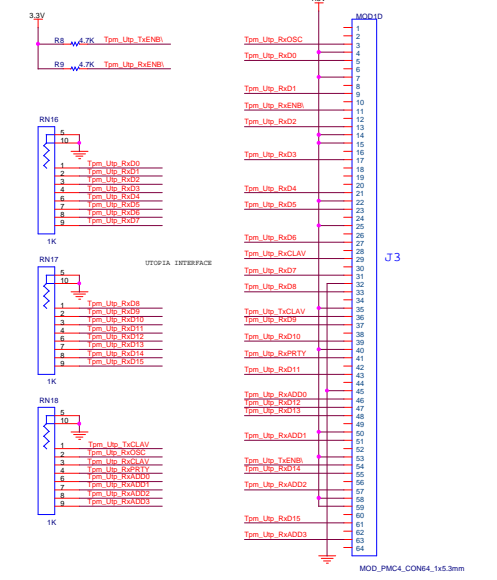 3.3V
R8 4.7K Tpm_Utp_TxENB\
R9 4.7K Tpm_Utp_RxENB\
RN16
5
10
1 Tpm_Utp_RxD0
2 Tpm_Utp_RxD1
3 Tpm_Utp_RxD2
4 Tpm_Utp_RxD3
6 Tpm_Utp_RxD4
7 Tpm_Utp_RxD5
8 Tpm_Utp_RxD6
9 Tpm_Utp_RxD7
1K
UTOPIA INTERFACE
RN17
5
10
1 Tpm_Utp_RxD8
2 Tpm_Utp_RxD9
3 Tpm_Utp_RxD10
4 Tpm_Utp_RxD11
6 Tpm_Utp_RxD12
7 Tpm_Utp_RxD13
8 Tpm_Utp_RxD14
9 Tpm_Utp_RxD15
1K
RN18
5
10
1 Tpm_Utp_TxCLAV
2 Tpm_Utp_RxOSC
3 Tpm_Utp_RxCLAV
4 Tpm_Utp_RxPRTY
6 Tpm_Utp_RxADD0
7 Tpm_Utp_RxADD1
8 Tpm_Utp_RxADD2
9 Tpm_Utp_RxADD3
1K
MOD1D
1
2
Tpm_Utp_RxOSC 3
4
Tpm_Utp_RxD0 5
6
7
8
Tpm_Utp_RxD1 9
10
Tpm_Utp_RxENB\ 11
12
Tpm_Utp_RxD2 13
14
15
16
Tpm_Utp_RxD3 17
18
19
20
Tpm_Utp_RxD4 21
22
Tpm_Utp_RxD5 23
24
25
26
Tpm_Utp_RxD6 27
28
Tpm_Utp_RxCLAV 29
J3
30
Tpm_Utp_RxD7 31
32
Tpm_Utp_RxD8 33
34
35
Tpm_Utp_TxCLAV 36
Tpm_Utp_RxD9 37
38
Tpm_Utp_RxD10 39
40
Tpm_Utp_RxPRTY 41
42
Tpm_Utp_RxD11 43
44
45
Tpm_Utp_RxADD0 46
Tpm_Utp_RxD12 47
Tpm_Utp_RxD13 48
49
50
Tpm_Utp_RxADD1 51
52
53
Tpm_Utp_TxENB\ 54
Tpm_Utp_RxD14 55
56
Tpm_Utp_RxADD2 57
58
59
60
Tpm_Utp_RxD15 61
62
Tpm_Utp_RxADD3 63
64
MOD_PMC4_CON64_1x5.3mm